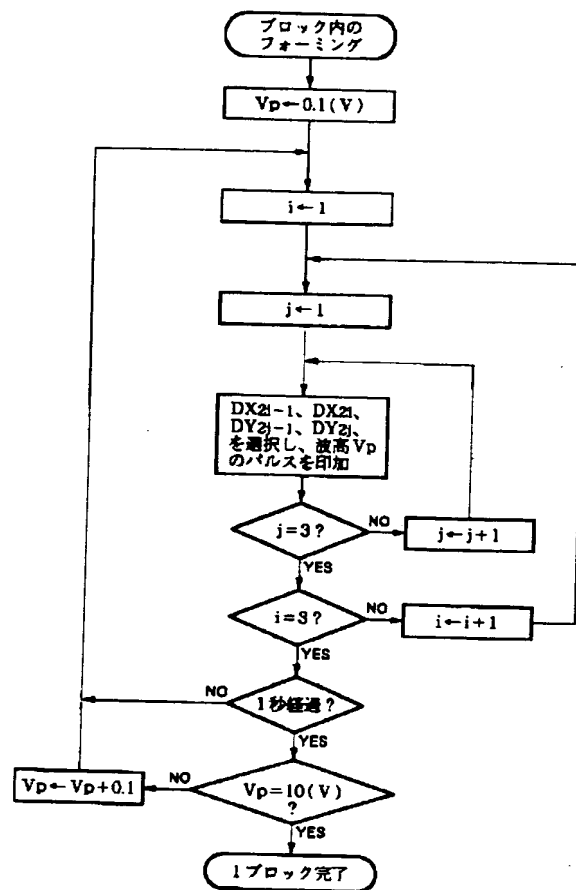 ブロック内の
フォーミング
Vp←0.1(V)
i←1
j←1
DX2i-1、DX2i、
DY2j-1、DY2j、
を選択し、波高Vp
のパルスを印加
j=3?
NO
j←j+1
YES
i=3?
NO
i←i+1
YES
1秒経過?
NO
YES
Vp=10(V)
?
NO
Vp←Vp+0.1
YES
1ブロック完了